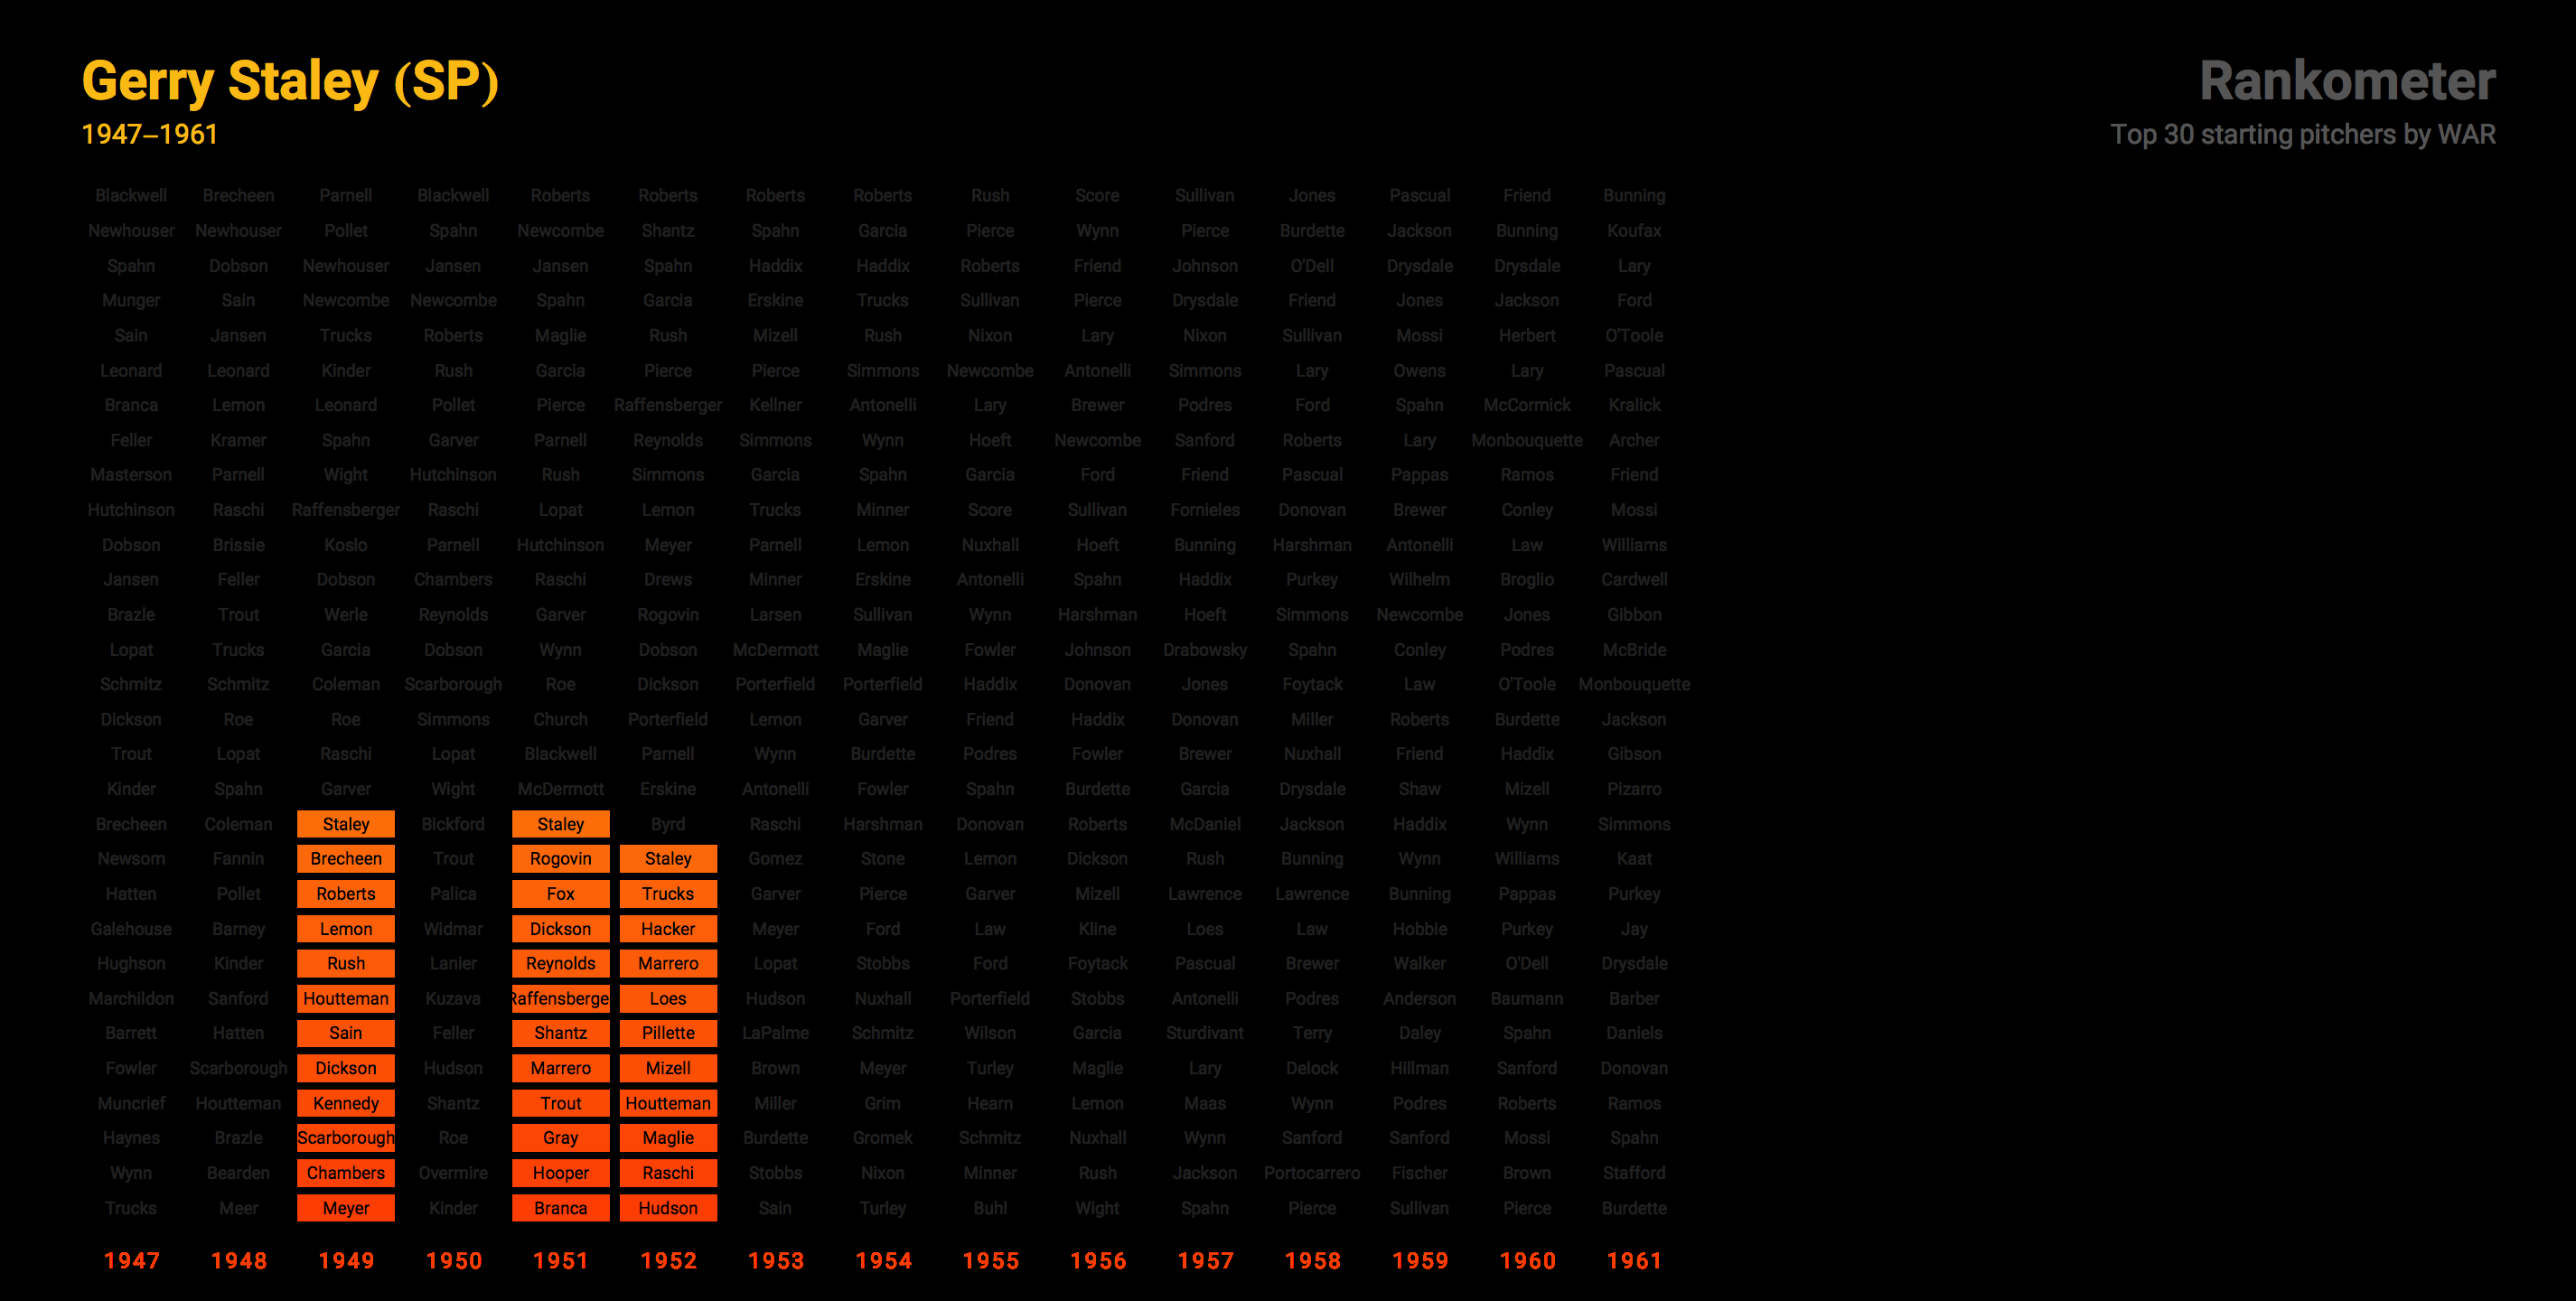 Gerry Staley (SP)
Rankometer
1947–1961
Top 30 starting pitchers by WAR
Blackwell Brecheen Parnell Blackwell Roberts Roberts Roberts Roberts Rush Score Sullivan Jones Pascual Friend Bunning
Newhouser Newhouser Pollet Spahn Newcombe Shantz Spahn Garcia Pierce Wynn Pierce Burdette Jackson Bunning Koufax
Spahn Dobson Newhouser Jansen Jansen Spahn Haddix Haddix Roberts Friend Johnson O'Dell Drysdale Drysdale Lary
Munger Sain Newcombe Newcombe Spahn Garcia Erskine Trucks Sullivan Pierce Drysdale Friend Jones Jackson Ford
Sain Jansen Trucks Roberts Maglie Rush Mizell Rush Nixon Lary Nixon Sullivan Mossi Herbert O'Toole
Leonard Leonard Kinder Rush Garcia Pierce Pierce Simmons Newcombe Antonelli Simmons Lary Owens Lary Pascual
Branca Lemon Leonard Pollet Pierce Raffensberger Kellner Antonelli Lary Brewer Podres Ford Spahn McCormick Kralick
Feller Kramer Spahn Garver Parnell Reynolds Simmons Wynn Hoeft Newcombe Sanford Roberts Lary Monbouquette Archer
Masterson Parnell Wight Hutchinson Rush Simmons Garcia Spahn Garcia Ford Friend Pascual Pappas Ramos Friend
Hutchinson Raschi Raffensberger Raschi Lopat Lemon Trucks Minner Score Sullivan Fornieles Donovan Brewer Conley Mossi
Dobson Brissie Koslo Parnell Hutchinson Meyer Parnell Lemon Nuxhall Hoeft Bunning Harshman Antonelli Law Williams
Jansen Feller Dobson Chambers Raschi Drews Minner Erskine Antonelli Spahn Haddix Purkey Wilhelm Broglio Cardwell
Brazle Trout Werle Reynolds Garver Rogovin Larsen Sullivan Wynn Harshman Hoeft Simmons Newcombe Jones Gibbon
Lopat Trucks Garcia Dobson Wynn Dobson McDermott Maglie Fowler Johnson Drabowsky Spahn Conley Podres McBride
Schmitz Schmitz Coleman Scarborough Roe Dickson Porterfield Porterfield Haddix Donovan Jones Foytack Law O'Toole Monbouquette
Dickson Roe Roe Simmons Church Porterfield Lemon Garver Friend Haddix Donovan Miller Roberts Burdette Jackson
Trout Lopat Raschi Lopat Blackwell Parnell Wynn Burdette Podres Fowler Brewer Nuxhall Friend Haddix Gibson
Kinder Spahn Garver Wight McDermott Erskine Antonelli Fowler Spahn Burdette Garcia Drysdale Shaw Mizell Pizarro
Brecheen Coleman Staley Bickford Staley Byrd Raschi Harshman Donovan Roberts McDaniel Jackson Haddix Wynn Simmons
Newsom Fannin Brecheen Trout Rogovin Staley Gomez Stone Lemon Dickson Rush Bunning Wynn Williams Kaat
Hatten Pollet Roberts Palica Fox Trucks Garver Pierce Garver Mizell Lawrence Lawrence Bunning Pappas Purkey
Galehouse Barney Lemon Widmar Dickson Hacker Meyer Ford Law Kline Loes Law Hobbie Purkey Jay
Hughson Kinder Rush Lanier Reynolds Marrero Lopat Stobbs Ford Foytack Pascual Brewer Walker O'Dell Drysdale
Marchildon Sanford Houtteman Kuzava Raffensberge Loes Hudson Nuxhall Porterfield Stobbs Antonelli Podres Anderson Baumann Barber
Barrett Hatten Sain Feller Shantz Pillette LaPalme Schmitz Wilson Garcia Sturdivant Terry Daley Spahn Daniels
Fowler Scarborough Dickson Hudson Marrero Mizell Brown Meyer Turley Maglie Lary Delock Hillman Sanford Donovan
Muncrief Houtteman Kennedy Shantz Trout Houtteman Miller Grim Hearn Lemon Maas Wynn Podres Roberts Ramos
Haynes Brazle Scarborough Roe Gray Maglie Burdette Gromek Schmitz Nuxhall Wynn Sanford Sanford Mossi Spahn
Wynn Bearden Chambers Overmire Hooper Raschi Stobbs Nixon Minner Rush Jackson Portocarrero Fischer Brown Stafford
Trucks Meer Meyer Kinder Branca Hudson Sain Turley Buhl Wight Spahn Pierce Sullivan Pierce Burdette
1947 1948 1949 1950 1951 1952 1953 1954 1955 1956 1957 1958 1959 1960 1961